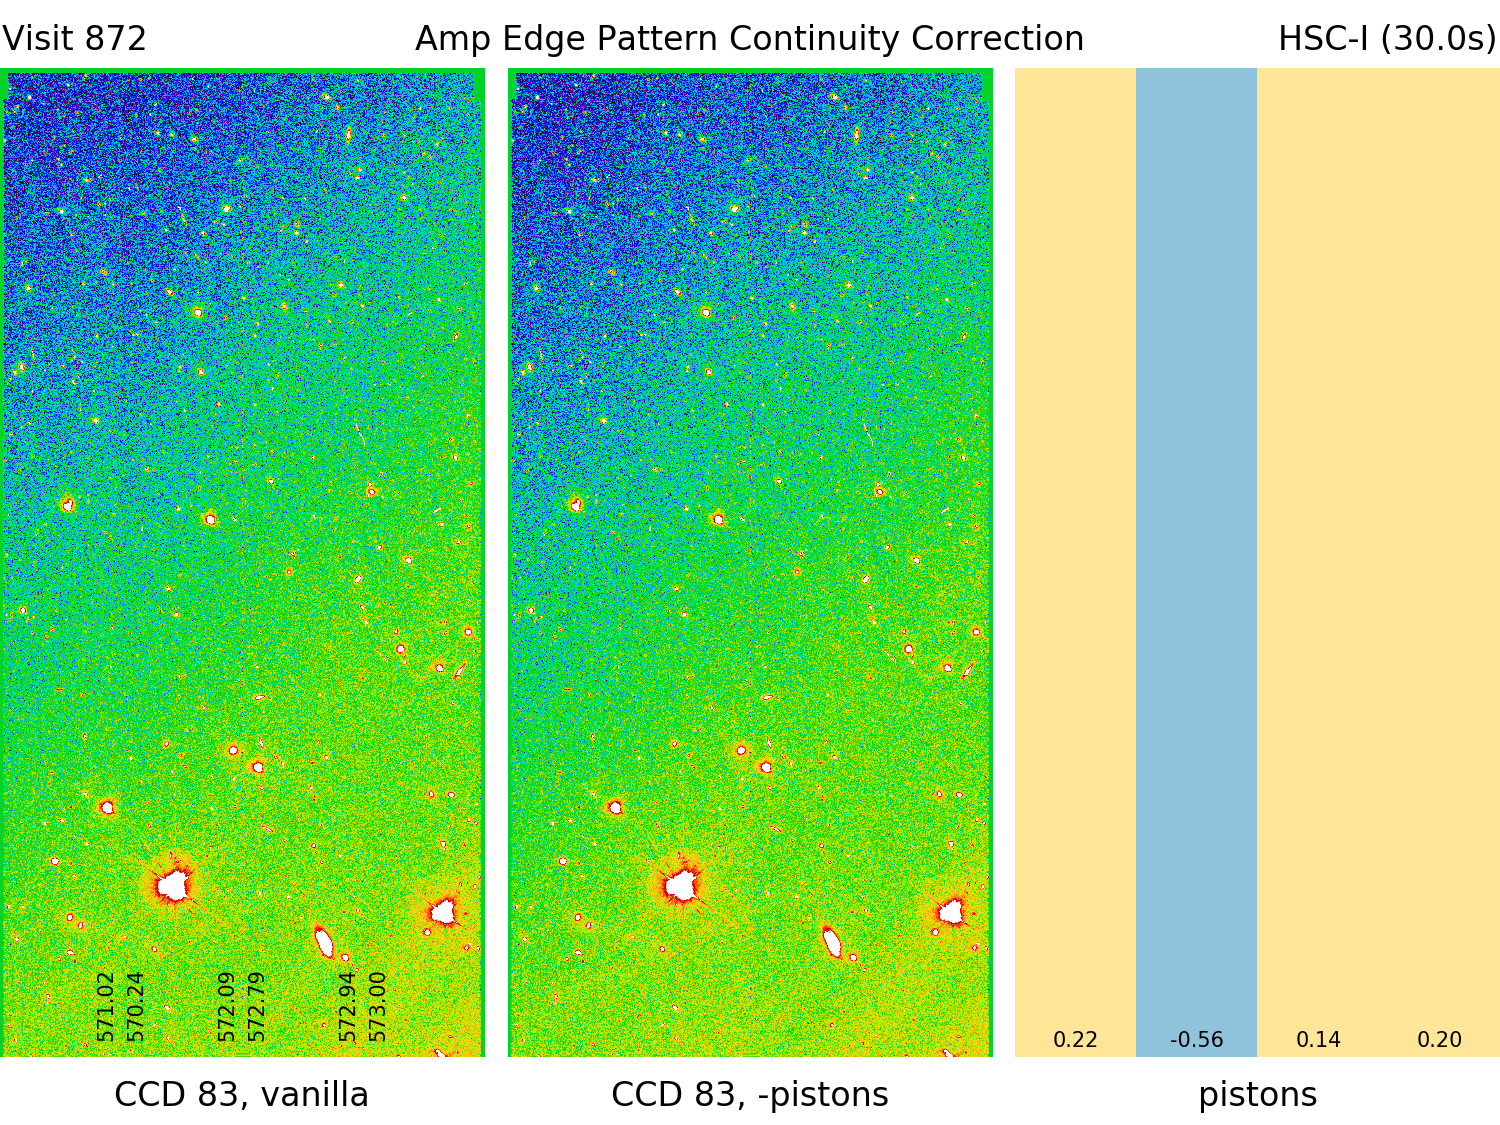 Visit 872
Amp Edge Pattern Continuity Correction
HSC-I (30.0s)
571.02
570.24
572.09
572.79
572.94
573.00
0.22
-0.56
0.14
0.20
CCD 83, vanilla
CCD 83, -pistons
pistons